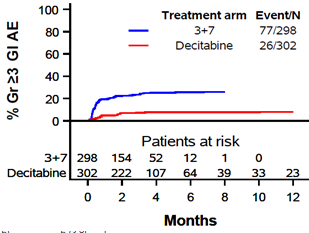 Treatment arm Event/N
3+7 77/298
Decitabine 26/302
% Gr ≥3 GI AE
100
80
60
40
20
0
Patients at risk
3+7 298 154 52 12 1 0
Decitabine 302 222 107 64 39 33 23
0 2 4 6 8 10 12
Months